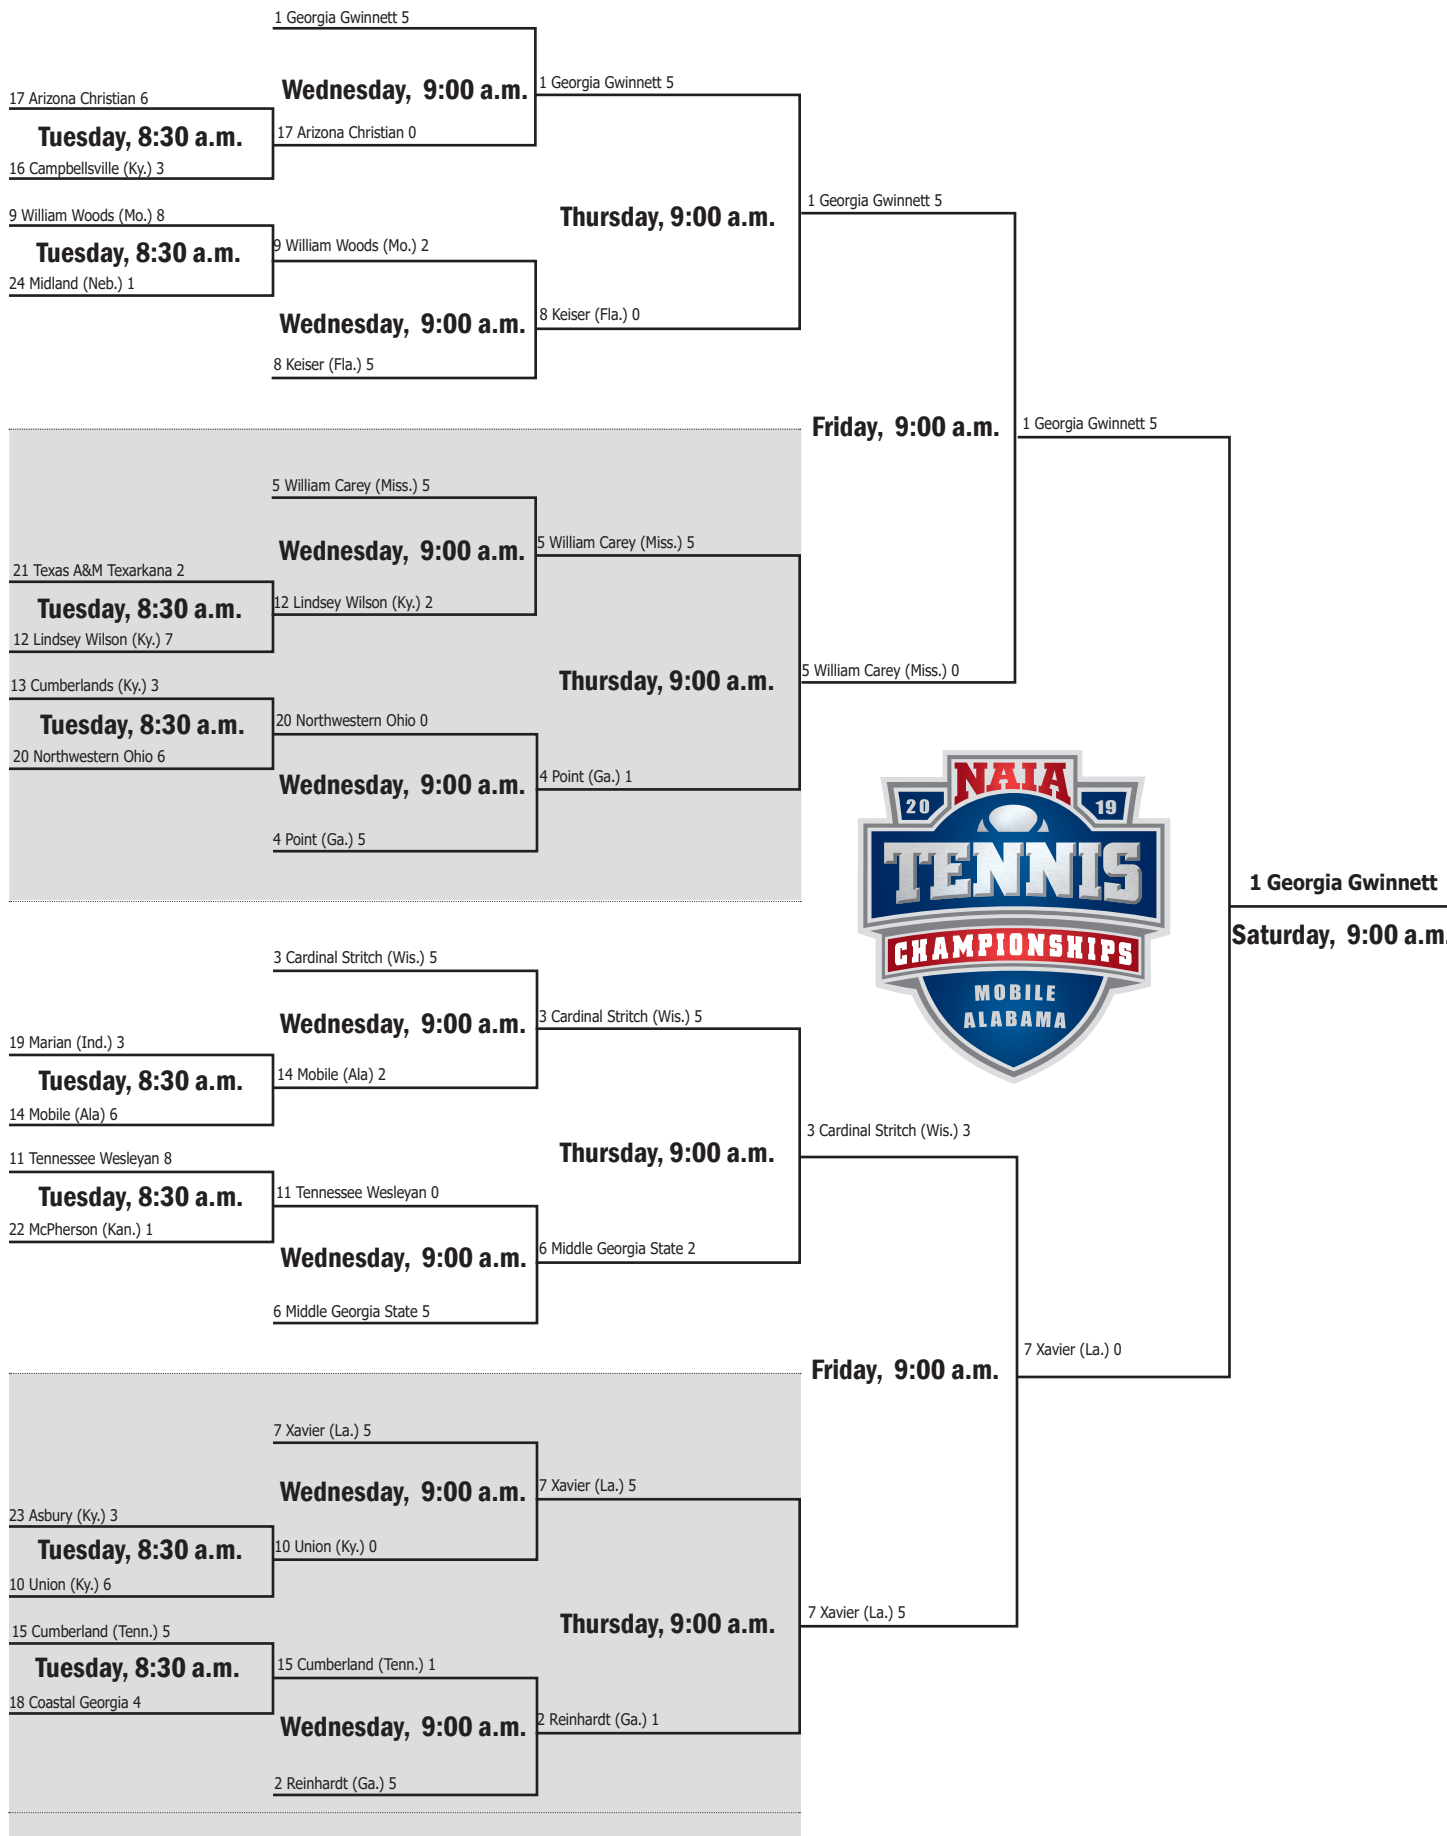 1 Georgia Gwinnett 5
Wednesday, 9:00 a.m.
1 Georgia Gwinnett 5
17 Arizona Christian 6
Tuesday, 8:30 a.m.
17 Arizona Christian 0
16 Campbellsville (Ky.) 3
1 Georgia Gwinnett 5
9 William Woods (Mo.) 8
Thursday, 9:00 a.m.
Tuesday, 8:30 a.m.
9 William Woods (Mo.) 2
24 Midland (Neb.) 1
Wednesday, 9:00 a.m.
8 Keiser (Fla.) 0
8 Keiser (Fla.) 5
Friday, 9:00 a.m.
1 Georgia Gwinnett 5
5 William Carey (Miss.) 5
Wednesday, 9:00 a.m.
5 William Carey (Miss.) 5
21 Texas A&M Texarkana 2
Tuesday, 8:30 a.m.
12 Lindsey Wilson (Ky.) 2
12 Lindsey Wilson (Ky.) 7
Thursday, 9:00 a.m.
5 William Carey (Miss.) 0
13 Cumberlands (Ky.) 3
Tuesday, 8:30 a.m.
20 Northwestern Ohio 0
20 Northwestern Ohio 6
Wednesday, 9:00 a.m.
4 Point (Ga.) 1
4 Point (Ga.) 5
NAIA
20 19
TENNIS
CHAMPIONSHIPS
MOBILE
ALABAMA
1 Georgia Gwinnett
Saturday, 9:00 a.m.
3 Cardinal Stritch (Wis.) 5
Wednesday, 9:00 a.m.
3 Cardinal Stritch (Wis.) 5
19 Marian (Ind.) 3
Tuesday, 8:30 a.m.
14 Mobile (Ala) 2
14 Mobile (Ala) 6
3 Cardinal Stritch (Wis.) 3
Thursday, 9:00 a.m.
11 Tennessee Wesleyan 8
Tuesday, 8:30 a.m.
11 Tennessee Wesleyan 0
22 McPherson (Kan.) 1
Wednesday, 9:00 a.m.
6 Middle Georgia State 2
6 Middle Georgia State 5
Friday, 9:00 a.m.
7 Xavier (La.) 0
7 Xavier (La.) 5
Wednesday, 9:00 a.m.
7 Xavier (La.) 5
23 Asbury (Ky.) 3
Tuesday, 8:30 a.m.
10 Union (Ky.) 0
10 Union (Ky.) 6
Thursday, 9:00 a.m.
7 Xavier (La.) 5
15 Cumberland (Tenn.) 5
Tuesday, 8:30 a.m.
15 Cumberland (Tenn.) 1
18 Coastal Georgia 4
Wednesday, 9:00 a.m.
2 Reinhardt (Ga.) 1
2 Reinhardt (Ga.) 5